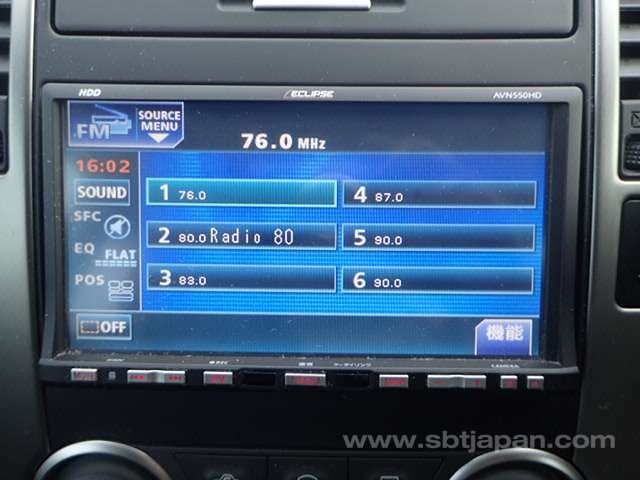 HDD ECLIPSE AVN550HD
FM SOURCE MENU
76.0 MHz
16:02
SOUND
SFC
EQ FLAT
POS
OFF
1 76.0
2 80.0 Radio 80
3 83.0
4 87.0
5 90.0
6 90.0
機能
www.sbtjapan.com